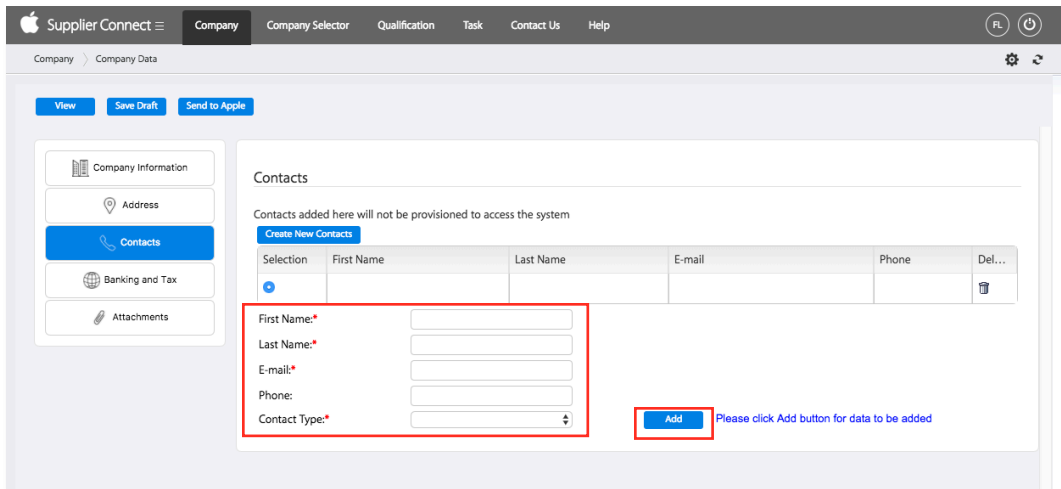 Supplier Connect Company Company Selector Qualification Task Contact Us Help FL
Company Company Data
View Save Draft Send to Apple
Company Information
Address
Contacts
Banking and Tax
Attachments
Contacts
Contacts added here will not be provisioned to access the system
Create New Contacts
Selection First Name Last Name E-mail Phone Del...
First Name:*
Last Name:*
E-mail:*
Phone:
Contact Type:*
Add Please click Add button for data to be added